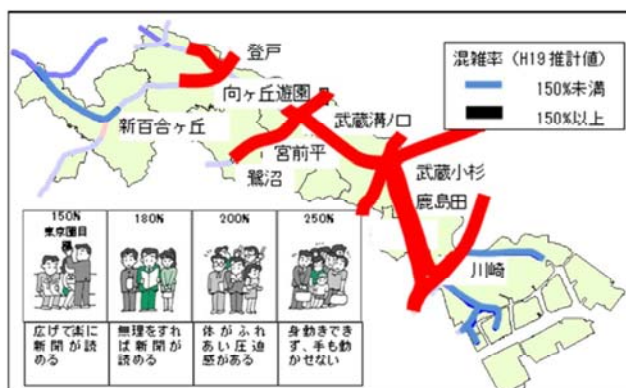 登戸
向ヶ丘遊園
新百合ヶ丘
武蔵溝ノ口
宮前平
鷺沼
武蔵小杉
鹿島田
川崎
混雑率（H19推計値）
150%未満
150%以上
150%
180%
200%
250%
東京圏目標
広げて楽に
新聞が読
める
無理をすれ
ば新聞が
読める
体がふれ
あい圧迫
感がある
身動きでき
ず、手も動
かせない